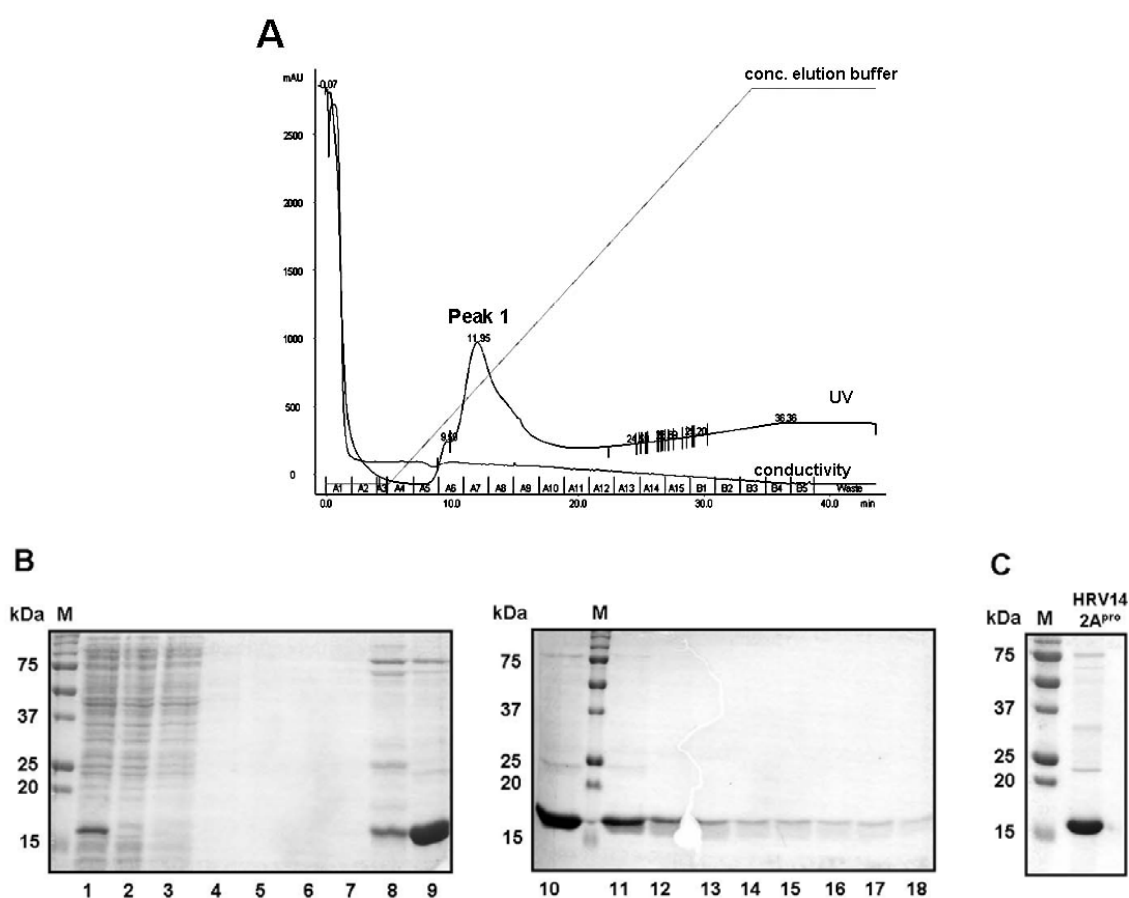 A
mAU
conc. elution buffer
-0.07
2500
2000
1500
1000
500
0
Peak 1
11.95
UV
36.36
conductivity
A1 A2 A3 A4 A5 A6 A7 A8 A9 A10 A11 A12 A13 A14 A15 B1 B2 B3 B4 B5 Waste
0.0 10.0 20.0 30.0 40.0 min
B
kDa M
75
37
25
20
15
1 2 3 4 5 6 7 8 9
kDa M
75
37
25
20
15
10 11 12 13 14 15 16 17 18
C
HRV14
kDa M 2Apro
75
37
25
20
15